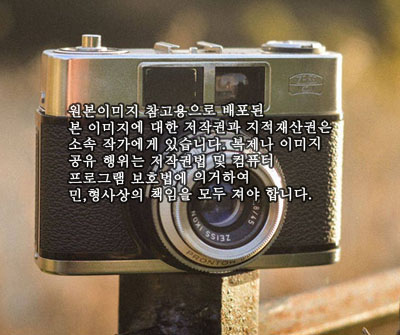 원본이미지 참고용으로 배포된
본 이미지에 대한 저작권과 지적재산권은
소속 작가에게 있습니다. 복제나 이미지
공유 행위는 저작권법 및 컴퓨터
프로그램 보호법에 의거하여
민,형사상의 책임을 모두 져야 합니다.
ZEISS IKON
PRONTOR